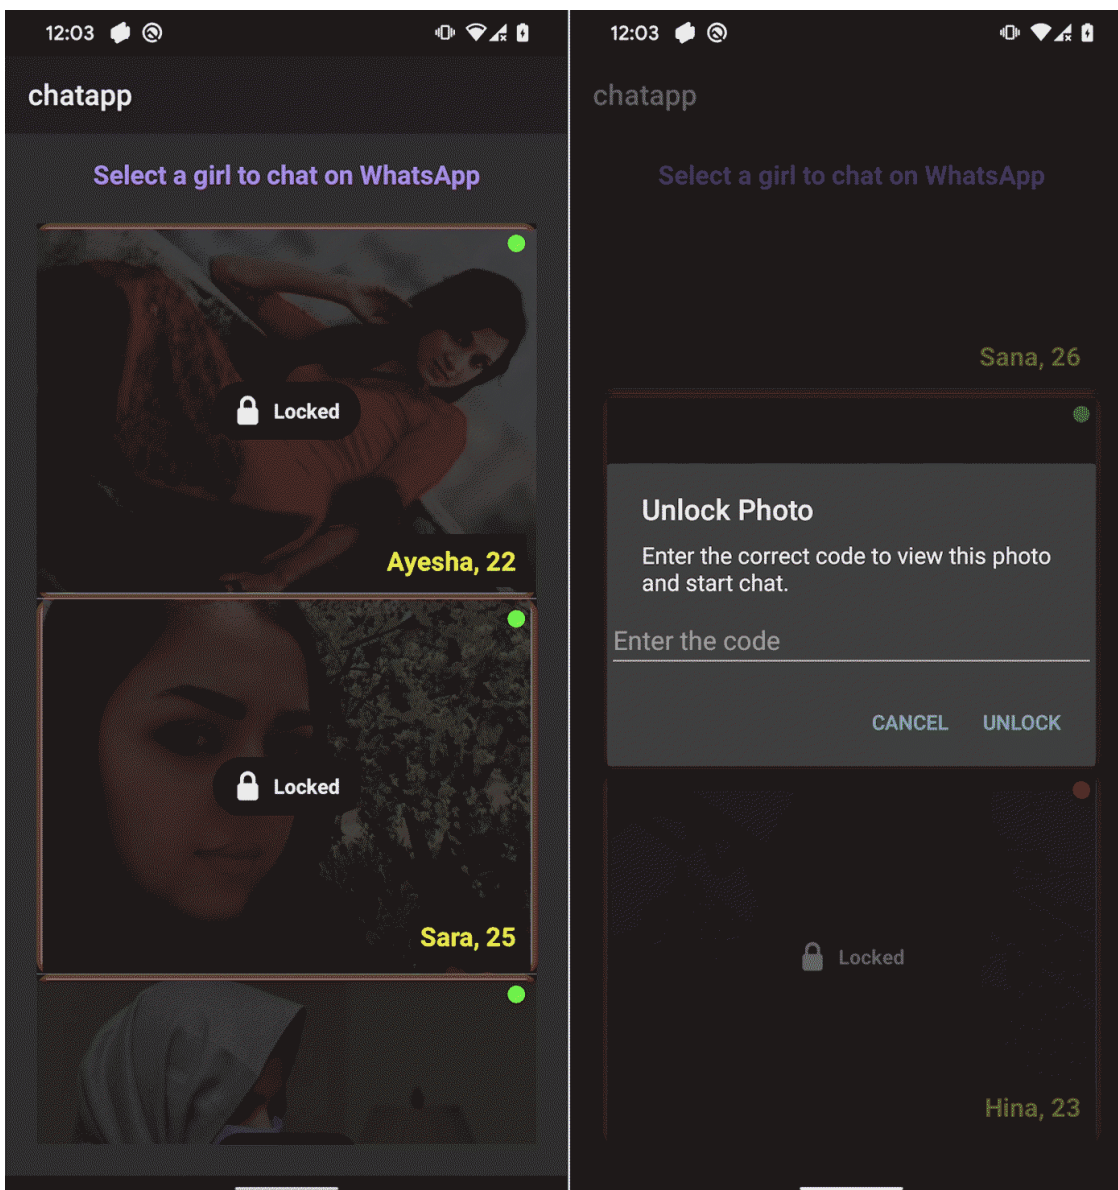 12:03
chatapp
Select a girl to chat on WhatsApp
Locked
Ayesha, 22
Locked
Sara, 25
12:03
chatapp
Select a girl to chat on WhatsApp
Sana, 26
Unlock Photo
Enter the correct code to view this photo
and start chat.
Enter the code
CANCEL UNLOCK
Locked
Hina, 23